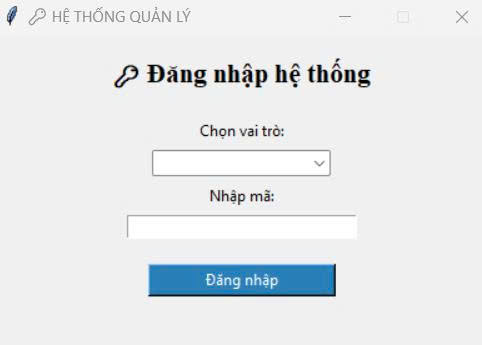 HỆ THỐNG QUẢN LÝ
Đăng nhập hệ thống
Chọn vai trò:
Nhập mã:
Đăng nhập